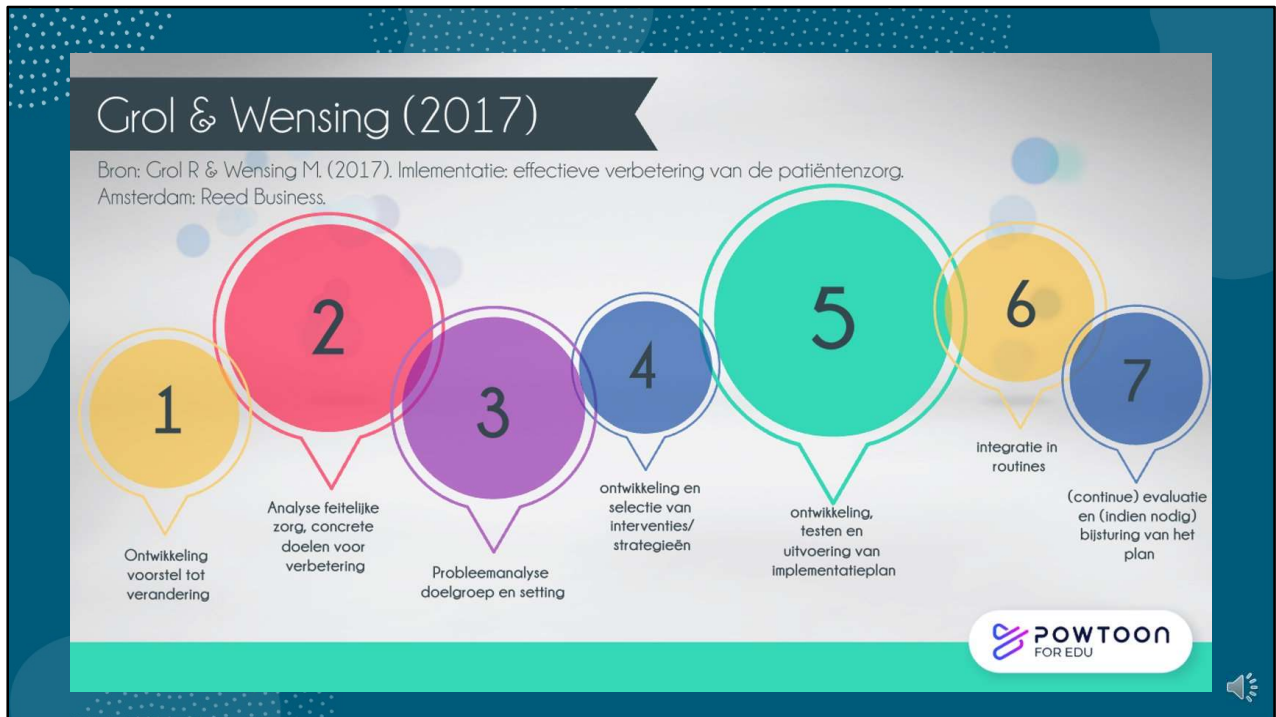 Grol & Wensing (2017)
Bron: Grol R & Wensing M. (2017). Imlementatie: effectieve verbetering van de patiëntenzorg.
Amsterdam: Reed Business.
1
Ontwikkeling
voorstel tot
verandering
2
Analyse feitelijke
zorg, concrete
doelen voor
verbetering
3
Probleemanalyse
doelgroep en setting
4
ontwikkeling en
selectie van
interventies/
strategieën
5
ontwikkeling,
testen en
uitvoering van
implementatieplan
6
integratie in
routines
7
(continue) evaluatie
en (indien nodig)
bijsturing van het
plan
POWTOON
FOR EDU